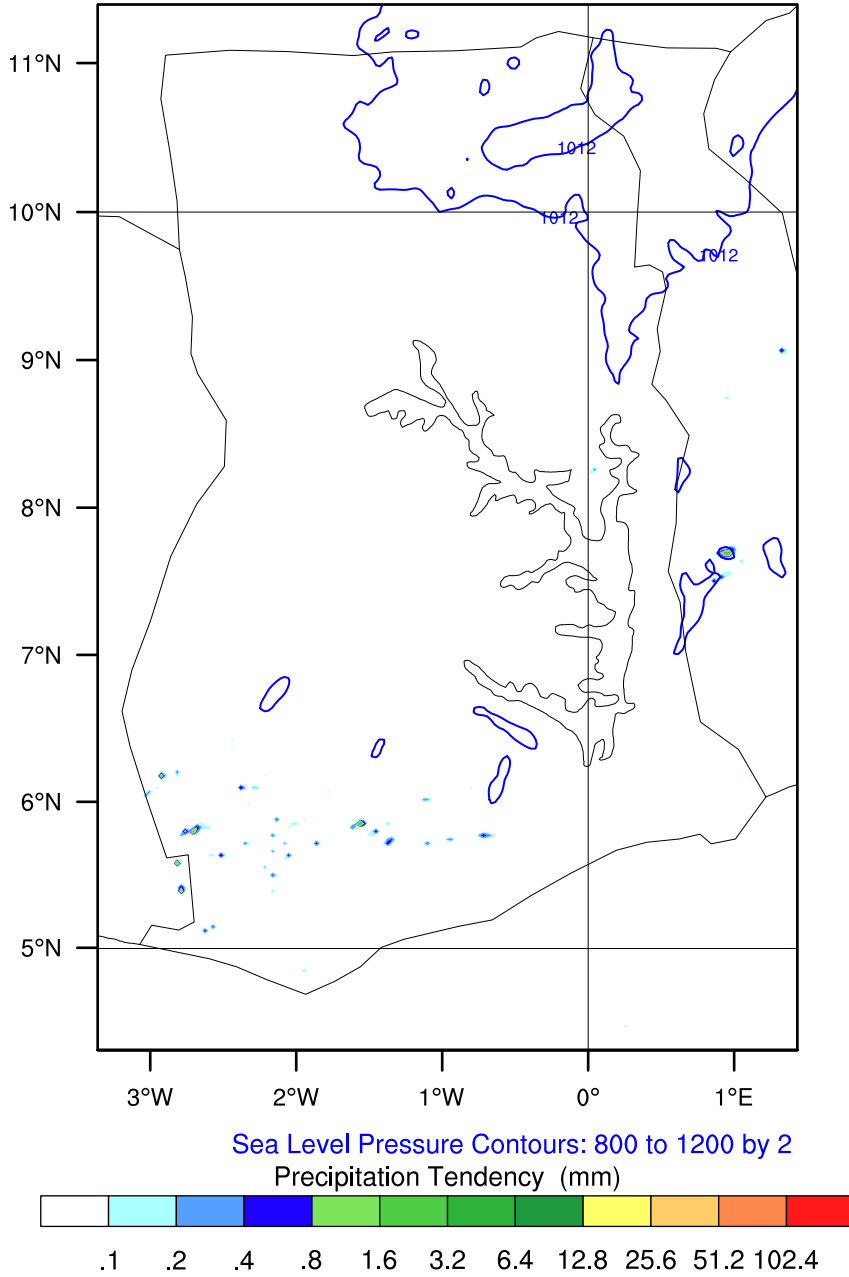 11°N
1012
10°N
1012
1012
9°N
8°N
7°N
6°N
5°N
3°W 2°W 1°W 0° 1°E
Sea Level Pressure Contours: 800 to 1200 by 2
Precipitation Tendency (mm)
.1 .2 .4 .8 1.6 3.2 6.4 12.8 25.6 51.2 102.4